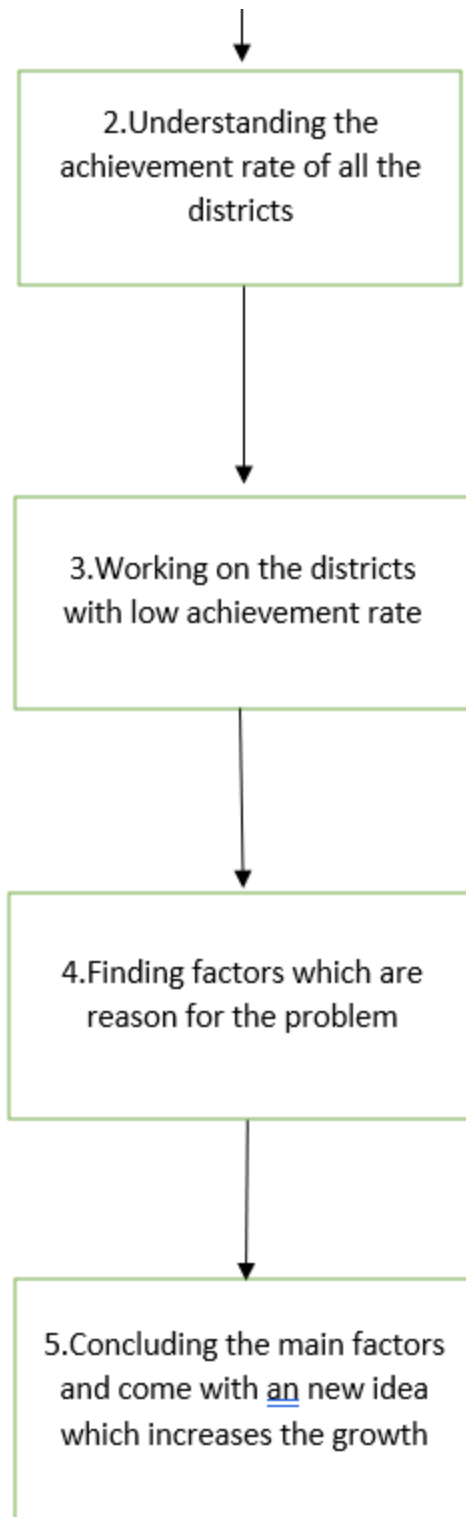 2.Understanding the
achievement rate of all the
districts
3.Working on the districts
with low achievement rate
4.Finding factors which are
reason for the problem
5.Concluding the main factors
and come with an new idea
which increases the growth